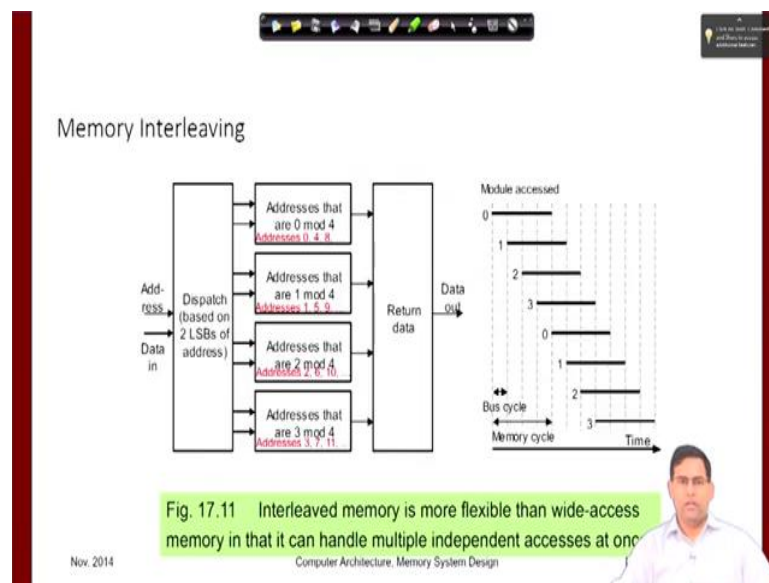 Memory Interleaving
Add-
ress
Data
in
Dispatch
(based on
2 LSBs of
address)
Addresses that
are 0 mod 4
Addresses 0, 4, 8,
Addresses that
are 1 mod 4
Addresses 1, 5, 9,
Addresses that
are 2 mod 4
Addresses 2, 6, 10,
Addresses that
are 3 mod 4
Addresses 3, 7, 11,
Return
data
Data
out
Module accessed
0
1
2
3
0
1
2
3
Bus cycle
Memory cycle
Time
Fig. 17.11 Interleaved memory is more flexible than wide-access
memory in that it can handle multiple independent accesses at onc
Nov. 2014
Computer Architecture, Memory System Design